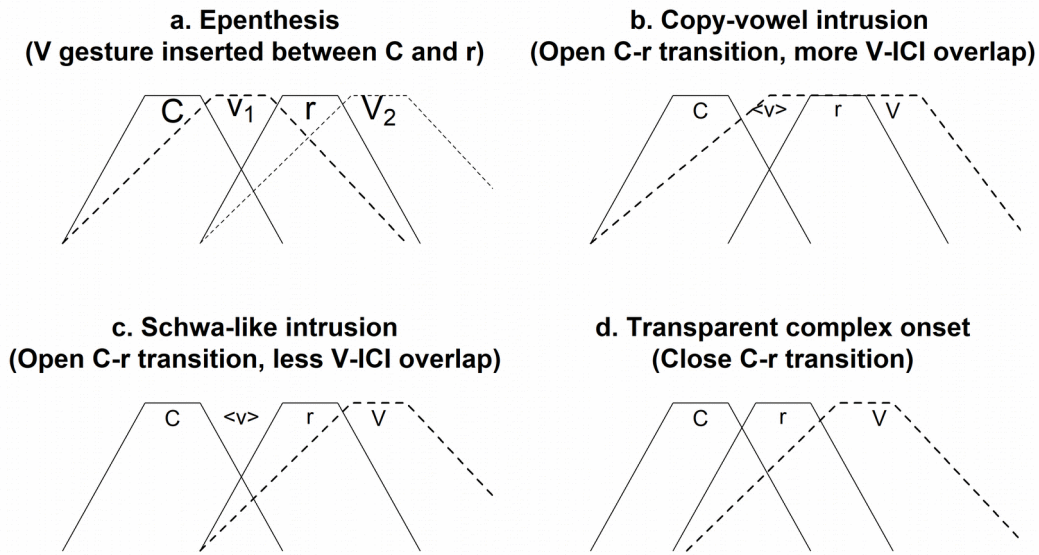 a. Epenthesis
(V gesture inserted between C and r)
C v₁ r V₂
b. Copy-vowel intrusion
(Open C-r transition, more V-ICI overlap)
C <v> r V
c. Schwa-like intrusion
(Open C-r transition, less V-ICI overlap)
C <v> r V
d. Transparent complex onset
(Close C-r transition)
C r V